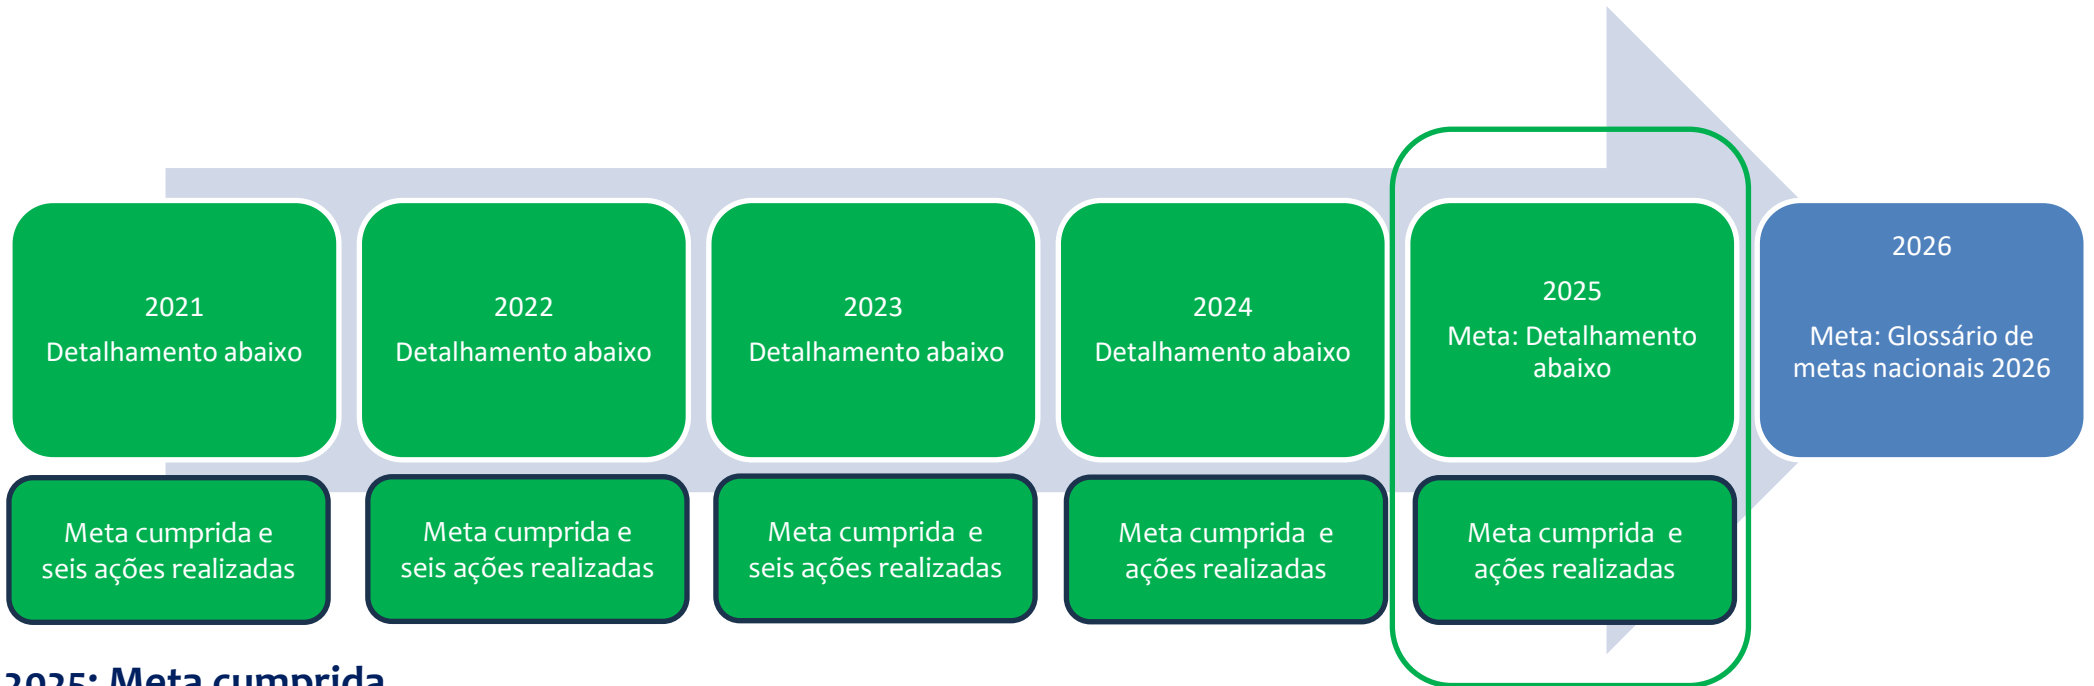 2021
Detalhamento abaixo
2022
Detalhamento abaixo
2023
Detalhamento abaixo
2024
Detalhamento abaixo
2025
Meta: Detalhamento
abaixo
2026
Meta: Glossário de
metas nacionais 2026
Meta cumprida e
seis ações realizadas
Meta cumprida e
seis ações realizadas
Meta cumprida e
seis ações realizadas
Meta cumprida e
ações realizadas
Meta cumprida e
ações realizadas
2025: Meta cumprida